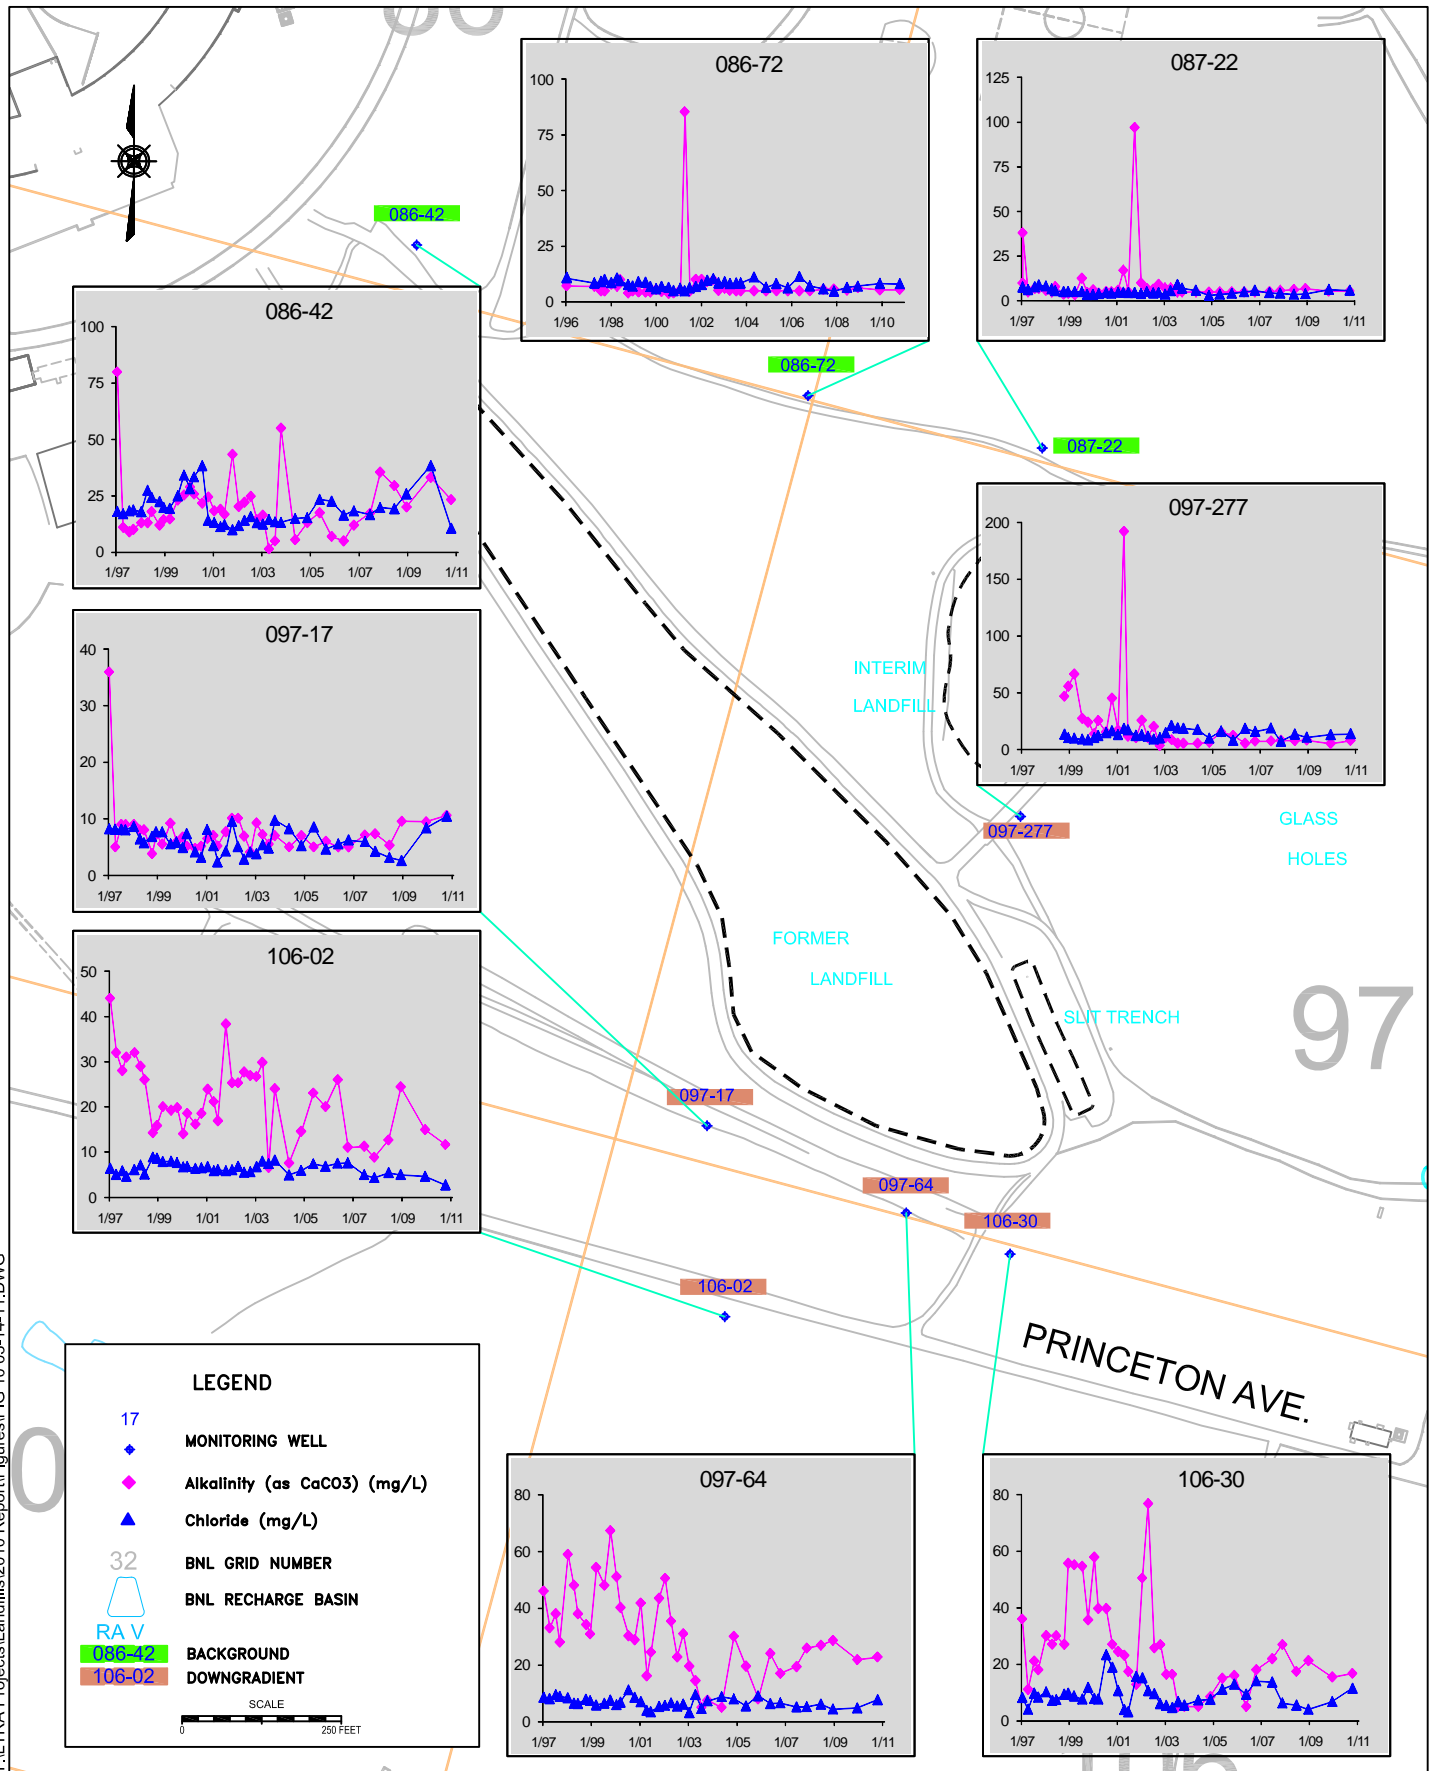 086-72
100
75
50
25
0
1/96 1/98 1/00 1/02 1/04 1/06 1/08 1/10
087-22
125
100
75
50
25
0
1/97 1/99 1/01 1/03 1/05 1/07 1/09 1/11
086-42
086-42
100
75
50
25
0
1/97 1/99 1/01 1/03 1/05 1/07 1/09 1/11
086-72
087-22
097-277
200
150
100
50
0
1/97 1/99 1/01 1/03 1/05 1/07 1/09 1/11
097-17
40
30
20
10
0
1/97 1/99 1/01 1/03 1/05 1/07 1/09 1/11
INTERIM
LANDFILL
097-277
GLASS
HOLES
106-02
50
40
30
20
10
0
1/97 1/99 1/01 1/03 1/05 1/07 1/09 1/11
FORMER
LANDFILL
SLIT TRENCH
97
097-17
097-64
106-30
106-02
PRINCETON AVE.
LEGEND
17
MONITORING WELL
Alkalinity (as CaCO3) (mg/L)
Chloride (mg/L)
32 BNL GRID NUMBER
BNL RECHARGE BASIN
RA V
086-42 BACKGROUND
106-02 DOWNGRADIENT
SCALE
0 250 FEET
097-64
80
60
40
20
0
1/97 1/99 1/01 1/03 1/05 1/07 1/09 1/11
106-30
80
60
40
20
0
1/97 1/99 1/01 1/03 1/05 1/07 1/09 1/11